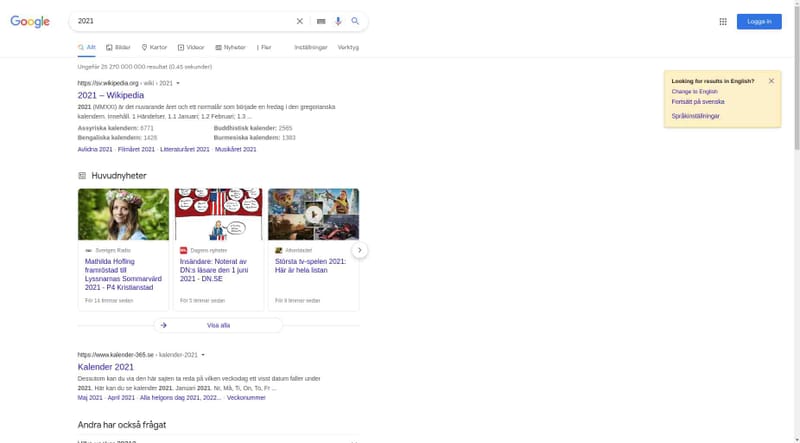 Google
2021
Logga in
Allt
Bilder
Kartor
Videor
Nyheter
Fler
Inställningar
Verktyg
Ungefär 25 270 000 000 resultat (0,45 sekunder)
Looking for results in English?
Change to English
Fortsätt på svenska
Språkinställningar
https://sv.wikipedia.org › wiki › 2021
2021 – Wikipedia
2021 (MMXXI) är det nuvarande året och ett normalår som började en fredag i den gregorianska
kalendern. Innehåll. 1 Händelser. 1.1 Januari; 1.2 Februari; 1.3 ...
Assyriska kalendern: 6771
Buddhistisk kalender: 2565
Bengaliska kalendern: 1428
Burmesiska kalendern: 1383
Avlidna 2021 · Filmåret 2021 · Litteraturåret 2021 · Musikåret 2021
Huvudnyheter
Sveriges Radio
Mathilda Hofling
framröstad till
Lyssnarnas Sommarvärd
2021 - P4 Kristianstad
För 14 timmar sedan
Dagens nyheter
Insändare: Noterat av
DN:s läsare den 1 juni
2021 - DN.SE
För 5 timmar sedan
Aftonbladet
Största tv-spelen 2021:
Här är hela listan
För 8 timmar sedan
Visa alla
https://www.kalender-365.se › kalender-2021
Kalender 2021
Dessutom kan du via den här sajten ta reda på vilken veckodag ett visst datum faller under
2021. Här kan du se kalender 2021. Januari 2021. Nr, Må, Ti, On, To, Fr ...
Maj 2021 · April 2021 · Alla helgons dag 2021, 2022... · Veckonummer
Andra har också frågat